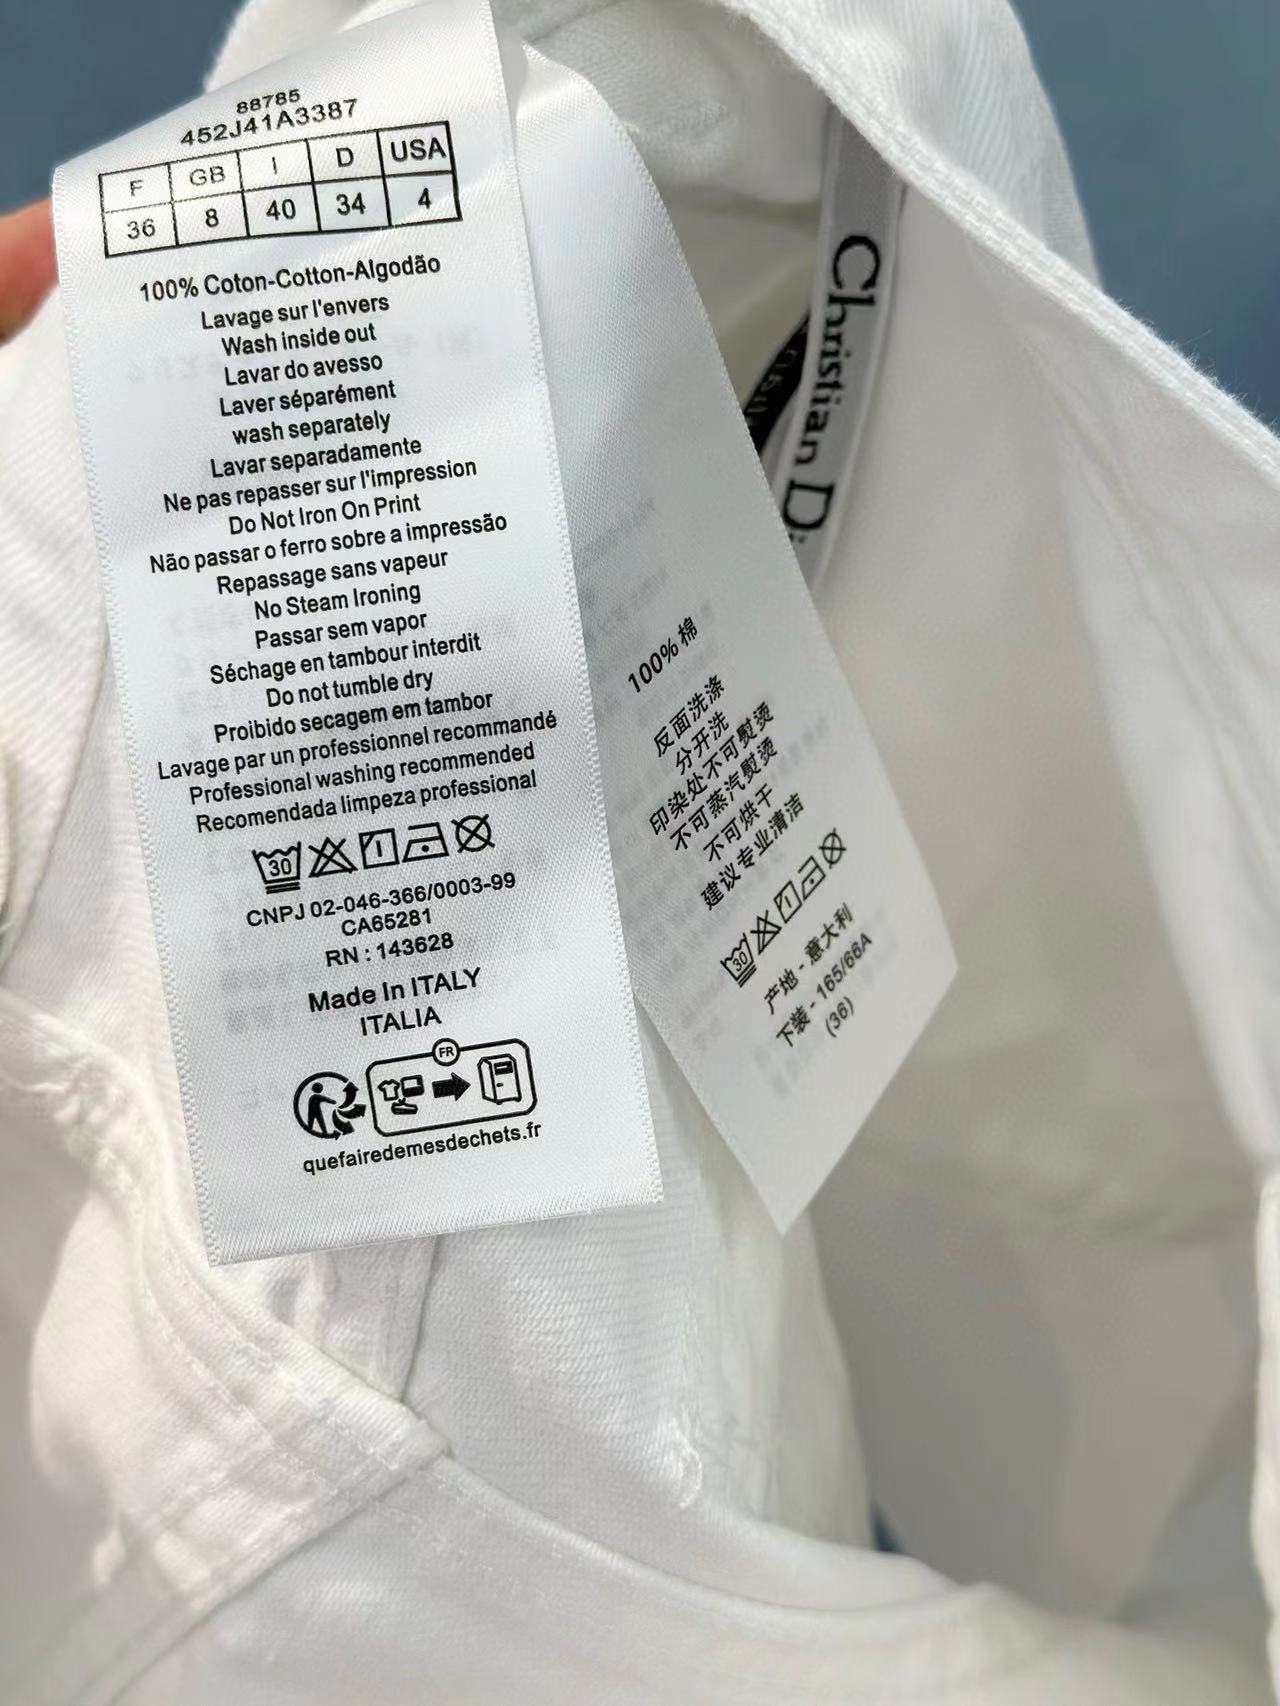 88785
452J41A3387
F GB I D USA
36 8 40 34 4
100% Coton-Cotton-Algodão
Lavage sur l'envers
Wash inside out
Lavar do avesso
Laver séparément
wash separately
Lavar separadamente
Ne pas repasser sur l'impression
Do Not Iron On Print
Não passar o ferro sobre a impressão
Repassage sans vapeur
No Steam Ironing
Passar sem vapor
Séchage en tambour interdit
Do not tumble dry
Proibido secagem em tambor
Lavage par un professionnel recommandé
Professional washing recommended
Recomendada limpeza professional
30
CNPJ 02-046-366/0003-99
CA65281
RN : 143628
Made In ITALY
ITALIA
FR
quefairedemesdechets.fr
100% 棉
反面洗涤
分开洗
印染处不可熨烫
不可蒸汽熨烫
不可烘干
建议专业清洁
30
产地 - 意大利
下装 - 165/66A
(36)
Christian